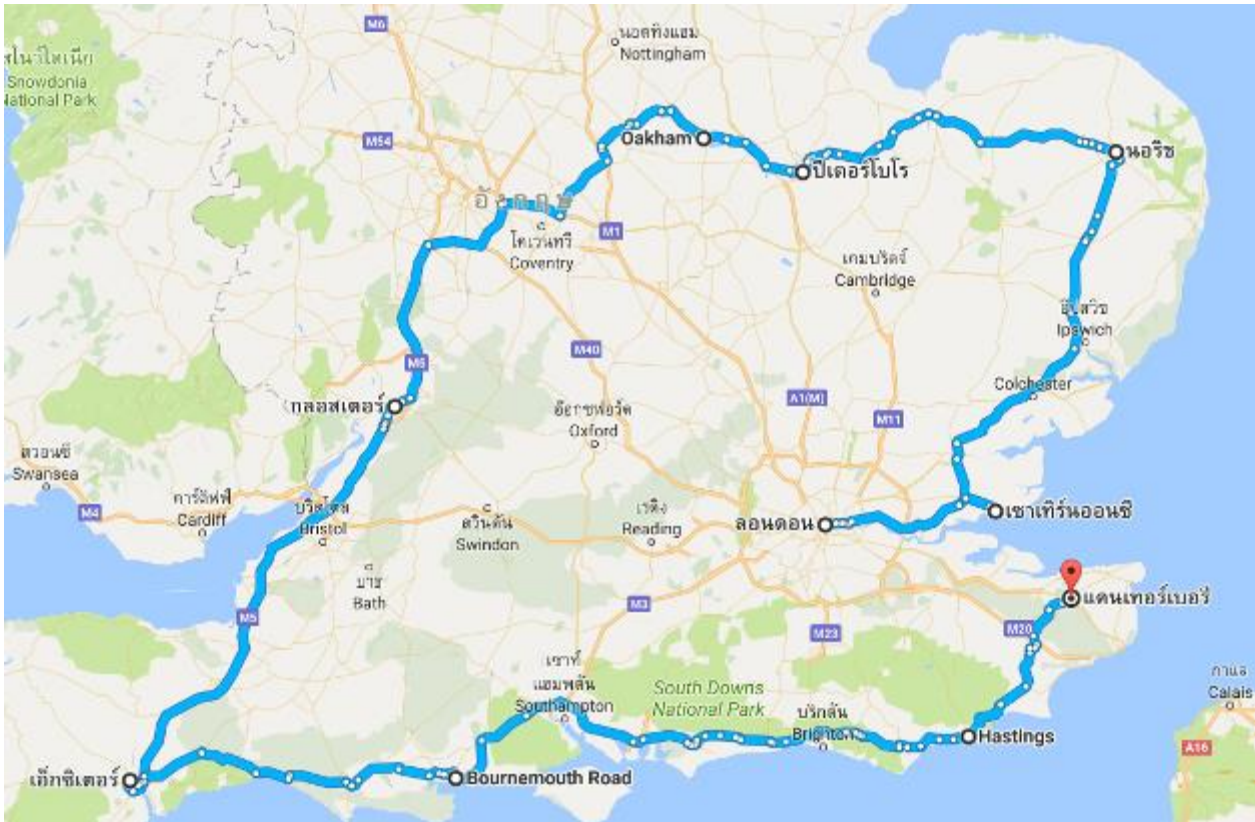 M6
นอตทิงแฮม
Nottingham
Snowdonia
National Park
M54
Oakham
ปีเตอร์โบโร
นอริช
อังกฤษ
M1
โคเวนทรี
Coventry
เคมบริดจ์
Cambridge
อิปสวิช
Ipswich
M40
M5
Colchester
A1(M)
M11
กลอสเตอร์
อ๊อกซฟอร์ด
Oxford
สวอนซี
Swansea
คาร์ดิฟฟ์
Cardiff
M4
บริสโตล
Bristol
สวินดัน
Swindon
เรดิง
Reading
ลอนดอน
เซาเทิร์นออนซี
บาธ
Bath
M5
M3
M23
M20
แคนเทอร์เบอรี
เซาท์
แฮมพ์ตัน
Southampton
South Downs
National Park
บริกตัน
Brighton
Hastings
กาแล
Calais
A16
เอ็กซิเตอร์
Bournemouth Road